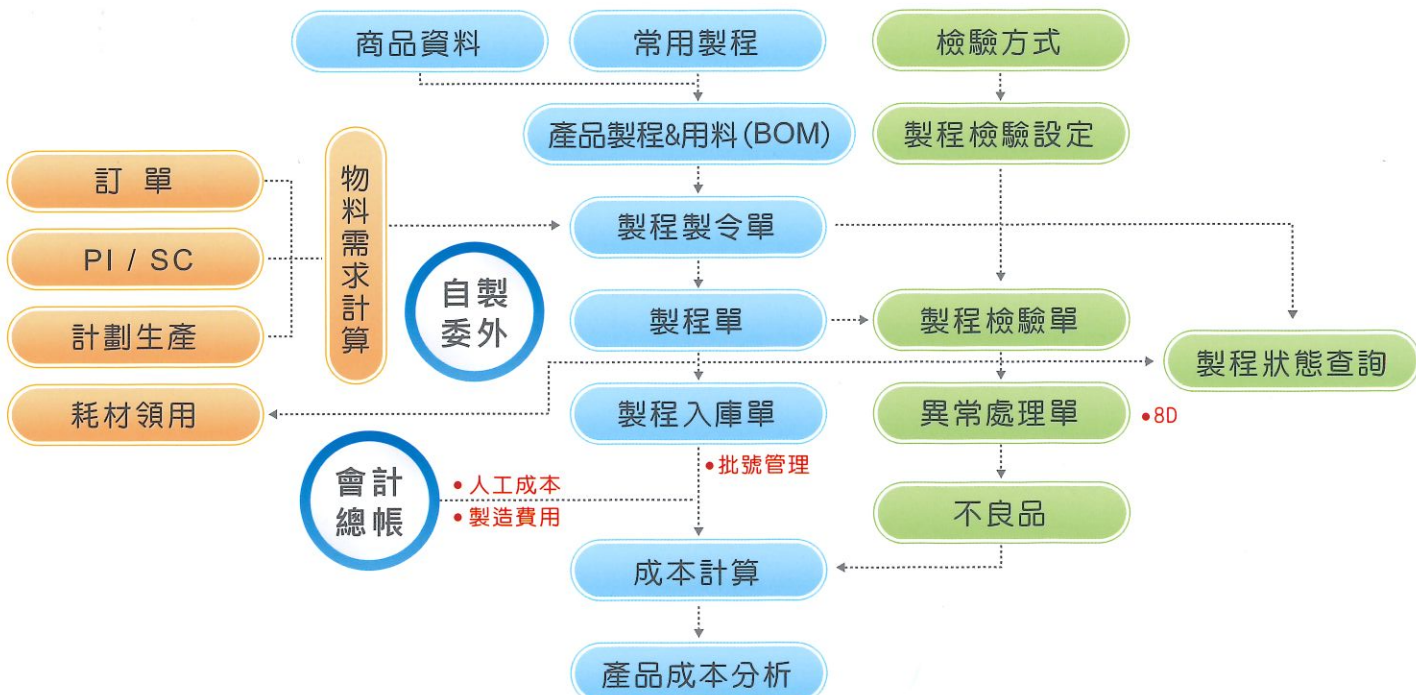 商品資料
常用製程
檢驗方式
產品製程&用料(BOM)
製程檢驗設定
訂 單
PI / SC
計劃生產
耗材領用
物料需求計算
自製
委外
製程製令單
製程單
製程檢驗單
製程狀態查詢
製程入庫單
異常處理單
•8D
•批號管理
會計
總帳
•人工成本
•製造費用
不良品
成本計算
產品成本分析